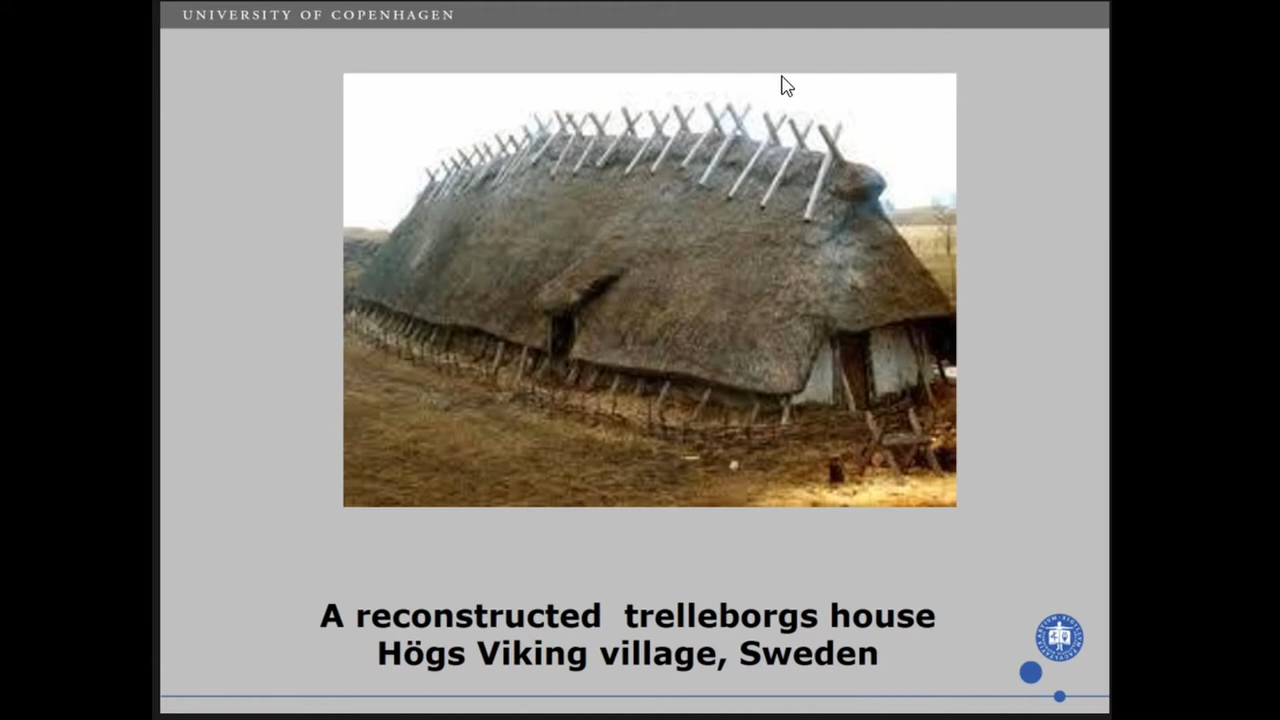 UNIVERSITY OF COPENHAGEN
A reconstructed  trelleborgs house
Högs Viking village, Sweden